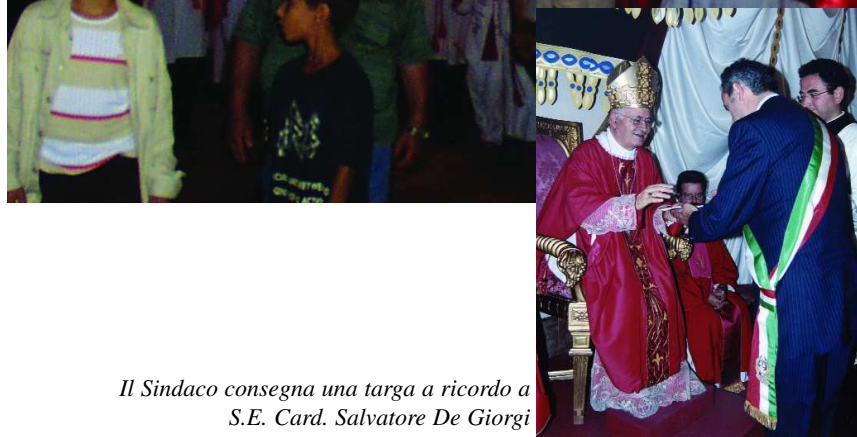 Il Sindaco consegna una targa a ricordo a
S.E. Card. Salvatore De Giorgi